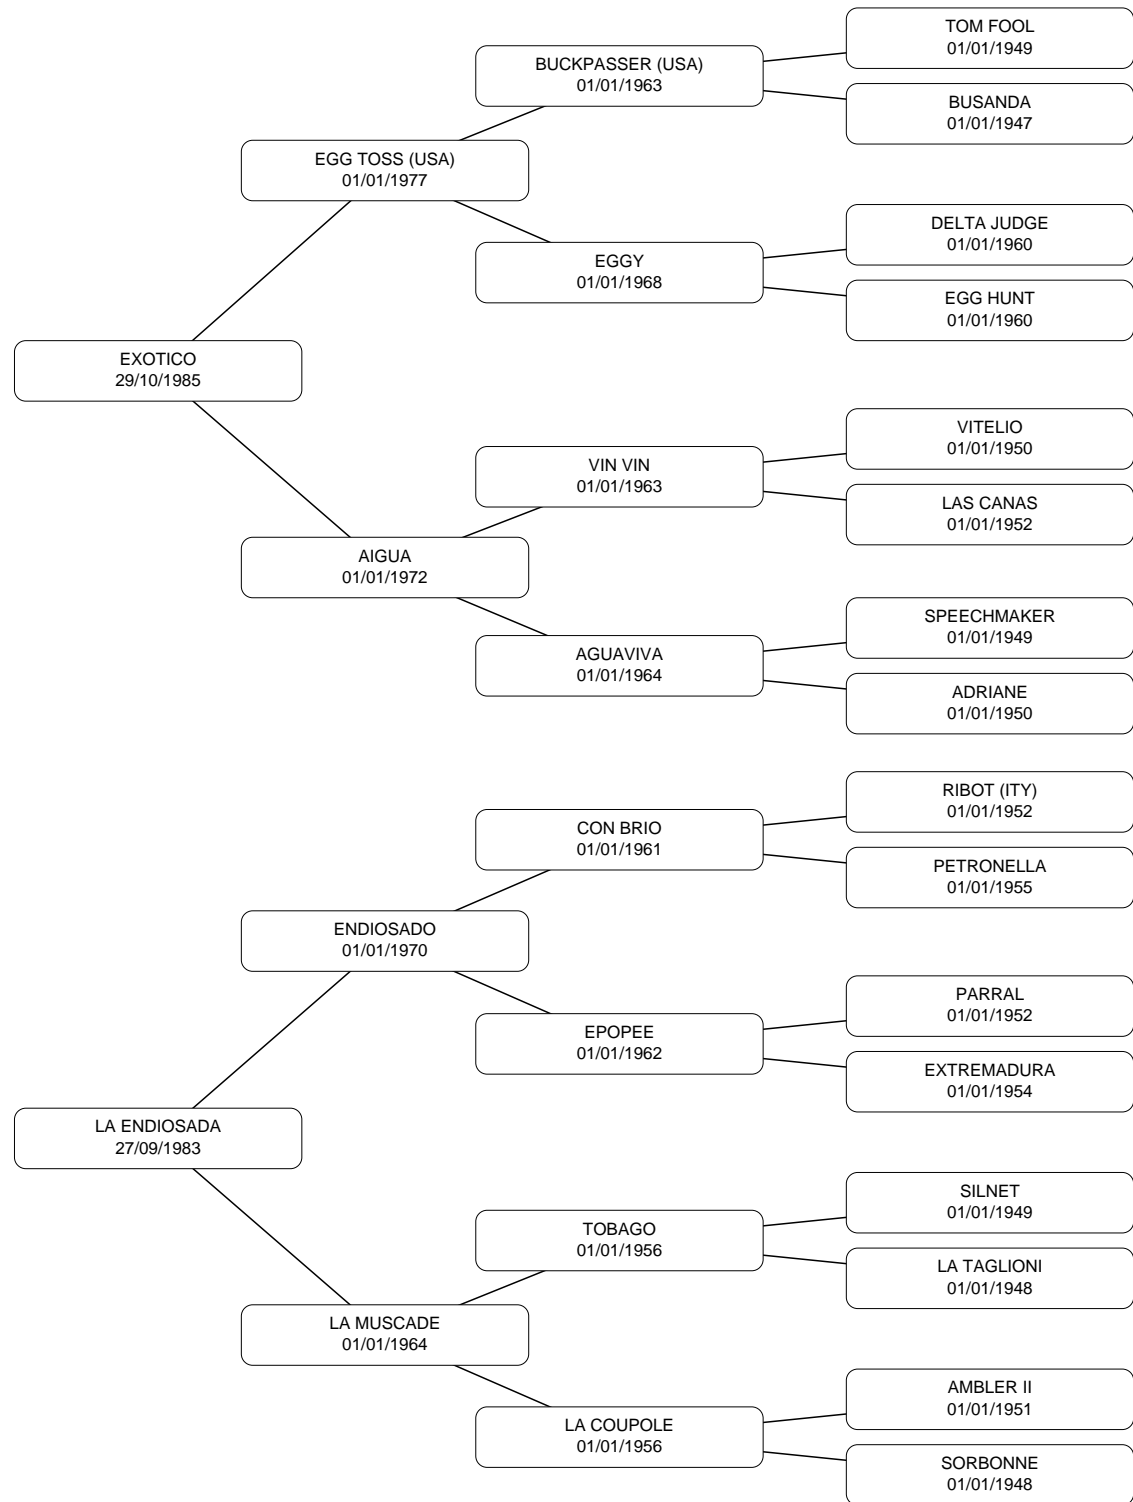 TOM FOOL
01/01/1949
BUCKPASSER (USA)
01/01/1963
BUSANDA
01/01/1947
EGG TOSS (USA)
01/01/1977
DELTA JUDGE
01/01/1960
EGGY
01/01/1968
EGG HUNT
01/01/1960
EXOTICO
29/10/1985
VITELIO
01/01/1950
VIN VIN
01/01/1963
LAS CANAS
01/01/1952
AIGUA
01/01/1972
SPEECHMAKER
01/01/1949
AGUAVIVA
01/01/1964
ADRIANE
01/01/1950
RIBOT (ITY)
01/01/1952
CON BRIO
01/01/1961
PETRONELLA
01/01/1955
ENDIOSADO
01/01/1970
PARRAL
01/01/1952
EPOPEE
01/01/1962
EXTREMADURA
01/01/1954
LA ENDIOSADA
27/09/1983
SILNET
01/01/1949
TOBAGO
01/01/1956
LA TAGLIONI
01/01/1948
LA MUSCADE
01/01/1964
AMBLER II
01/01/1951
LA COUPOLE
01/01/1956
SORBONNE
01/01/1948